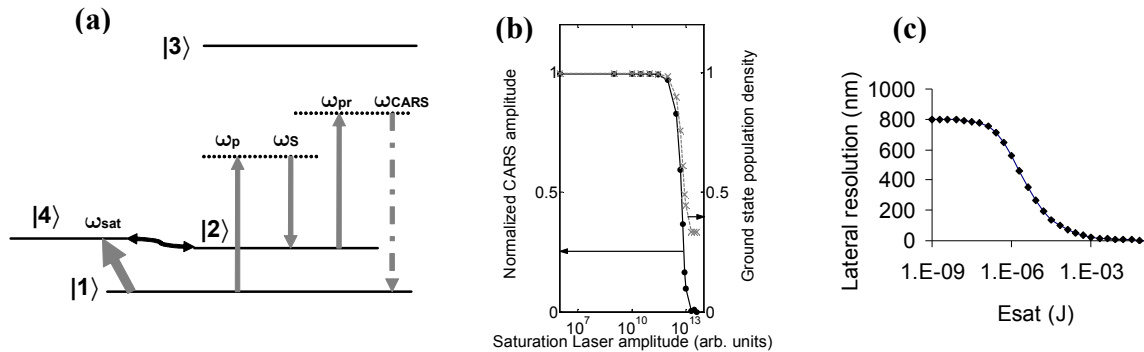 (a)
|3⟩
ωpr ωCARS
ωp ωS
|4⟩ ωsat |2⟩
|1⟩
(b)
Normalized CARS amplitude
1
0.5
0
10^7 10^10 10^13
Saturation Laser amplitude (arb. units)
1
0.5
0
Ground state population density
(c)
Lateral resolution (nm)
1000
800
600
400
200
0
1.E-09 1.E-06 1.E-03
Esat (J)